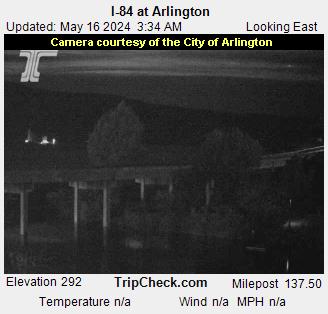 I-84 at Arlington
Updated: May 16 2024 3:34 AM Looking East
Camera courtesy of the City of Arlington
Elevation 292 TripCheck.com Milepost 137.50
Temperature n/a Wind n/a MPH n/a